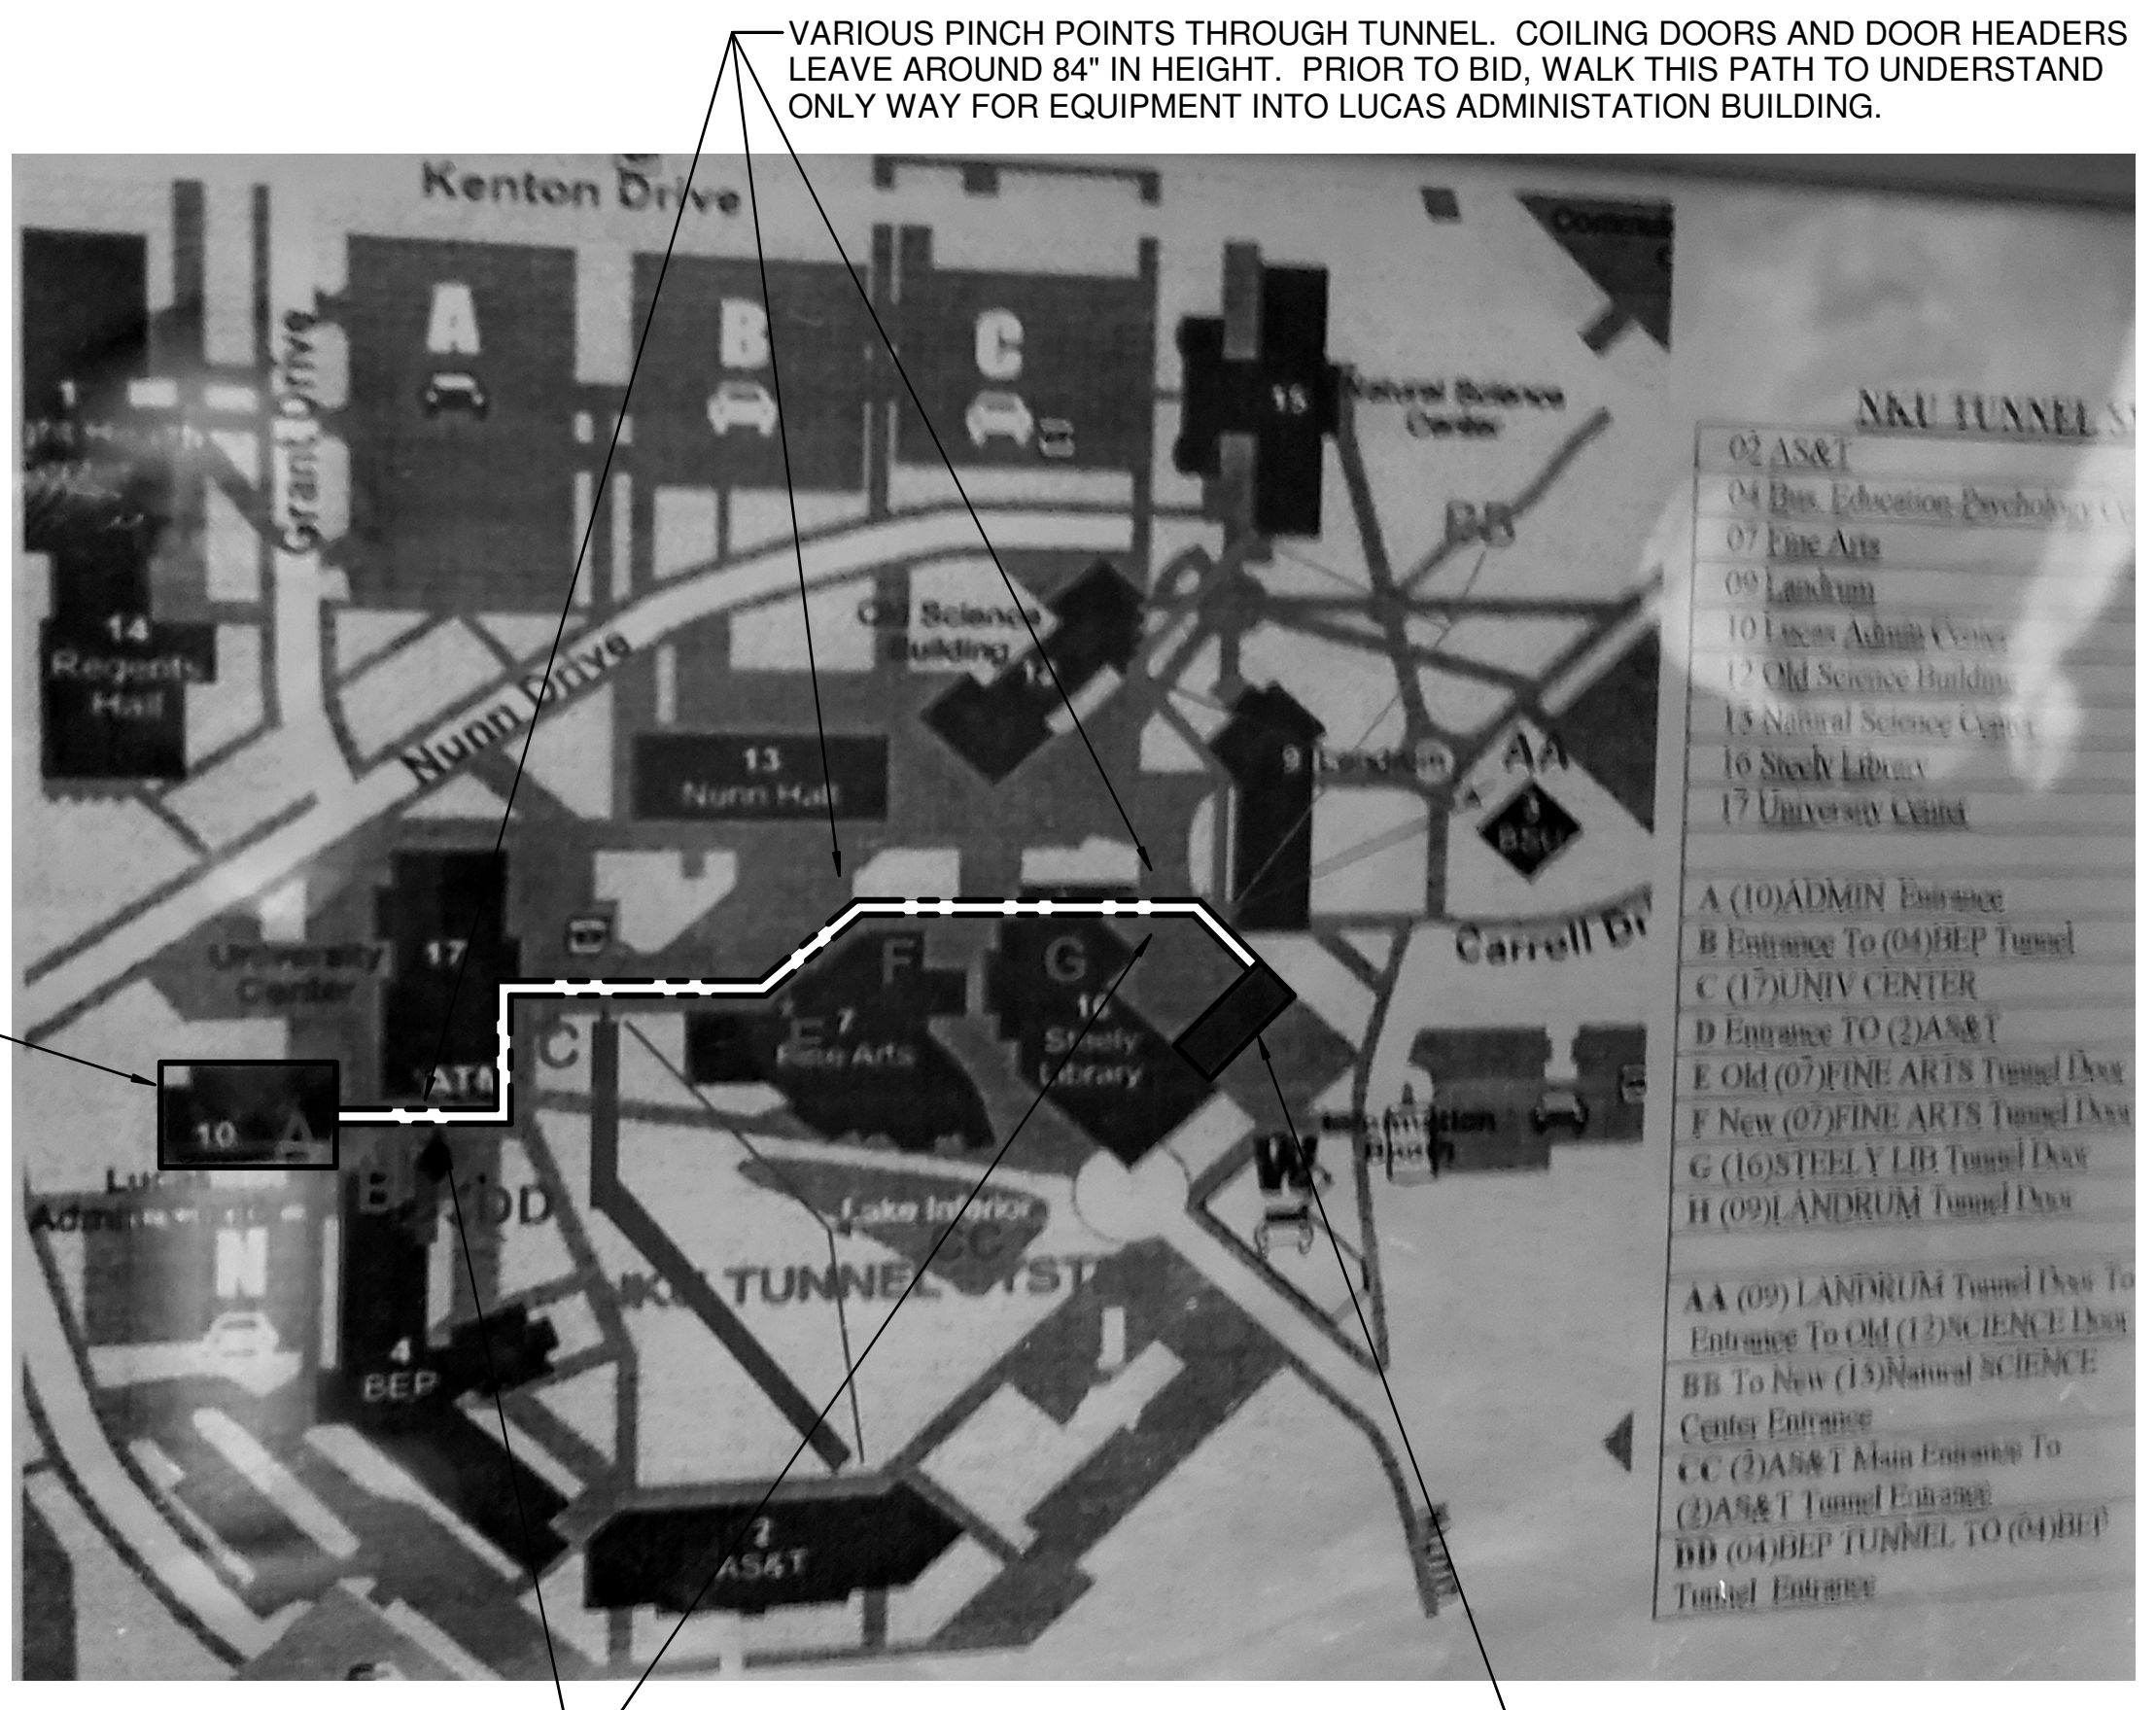 VARIOUS PINCH POINTS THROUGH TUNNEL.  COILING DOORS AND DOOR HEADERS
LEAVE AROUND 84" IN HEIGHT.  PRIOR TO BID, WALK THIS PATH TO UNDERSTAND
ONLY WAY FOR EQUIPMENT INTO LUCAS ADMINISTATION BUILDING.
Kenton Drive
Grant Drive
A
B
C
1
15
Natural Science
Center
BB
14
Regents
Hall
Nunn Drive
Old Science
Building
13
Nunn Hall
9 Landrum
AA
BSU
Carroll Dr
17
University
Center
F
G
C
E 7
Fine Arts
16
Steely
Library
Information
10 A
B
DD
W
Lake Inferior
CC
N
TUNNEL
4
BEP
2
AS&T
NKU TUNNEL
02 AS&T
04 Bus. Education Psychology
07 Fine Arts
09 Landrum
10 Lucas Admin Center
12 Old Science Building
15 Natural Science Center
16 Steely Library
17 University Center
A (10)ADMIN Entrance
B Entrance To (04)BEP Tunnel
C (17)UNIV CENTER
D Entrance TO (2)AS&T
E Old (07)FINE ARTS Tunnel Door
F New (07)FINE ARTS Tunnel Door
G (16)STEELY LIB Tunnel Door
H (09)LANDRUM Tunnel Door
AA (09) LANDRUM Tunnel Door To
Entrance To Old (12)SCIENCE Door
BB To New (15)Natural SCIENCE
Center Entrance
CC (2)AS&T Main Entrance To
(2)AS&T Tunnel Entrance
DD (04)BEP TUNNEL TO (04)BEP
Tunnel Entrance